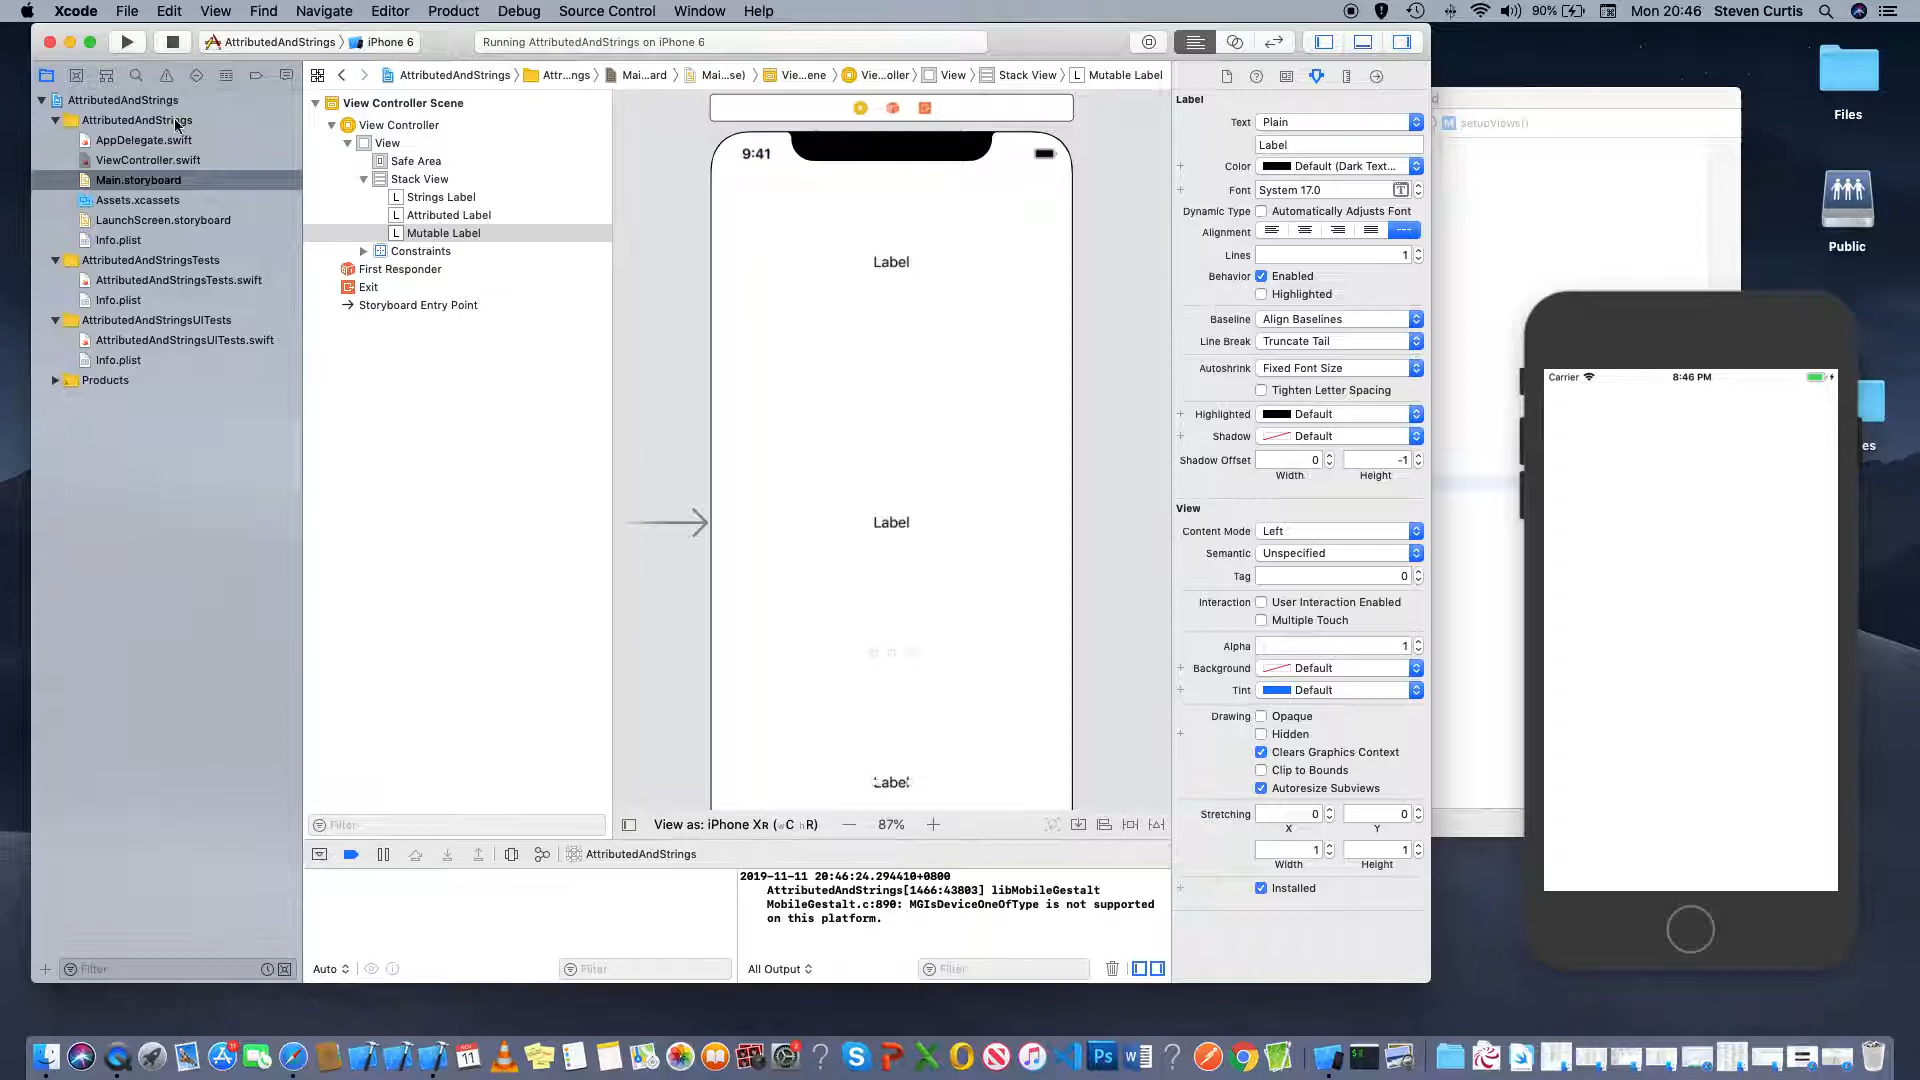 Xcode File Edit View Find Navigate Editor Product Debug Source Control Window Help
90% Mon 20:46 Steven Curtis
AttributedAndStrings iPhone 6
Running AttributedAndStrings on iPhone 6
AttributedAndStrings Attr...ngs Mai...ard Mai...se) Vie...ene Vie...oller View Stack View L Mutable Label
AttributedAndStrings
AttributedAndStrings
AppDelegate.swift
ViewController.swift
Main.storyboard
Assets.xcassets
LaunchScreen.storyboard
Info.plist
AttributedAndStringsTests
AttributedAndStringsTests.swift
Info.plist
AttributedAndStringsUITests
AttributedAndStringsUITests.swift
Info.plist
Products
Filter
View Controller Scene
View Controller
View
Safe Area
Stack View
L Strings Label
L Attributed Label
L Mutable Label
Constraints
First Responder
Exit
Storyboard Entry Point
Filter
9:41
Label
Label
Label
View as: iPhone XR (wC hR)
87%
AttributedAndStrings
2019-11-11 20:46:24.294410+0800
AttributedAndStrings[1466:43803] libMobileGestalt
MobileGestalt.c:890: MGIsDeviceOneOfType is not supported
on this platform.
Auto
Filter
All Output
Filter
Label
Text Plain
Label
Color Default (Dark Text...
Font System 17.0
Dynamic Type Automatically Adjusts Font
Alignment
Lines 1
Behavior Enabled
Highlighted
Baseline Align Baselines
Line Break Truncate Tail
Autoshrink Fixed Font Size
Tighten Letter Spacing
Highlighted Default
Shadow Default
Shadow Offset 0 -1
Width Height
View
Content Mode Left
Semantic Unspecified
Tag 0
Interaction User Interaction Enabled
Multiple Touch
Alpha 1
Background Default
Tint Default
Drawing Opaque
Hidden
Clears Graphics Context
Clip to Bounds
Autoresize Subviews
Stretching 0 0
X Y
1 1
Width Height
Installed
M setupViews()
Files
Public
es
Carrier 8:46 PM
NOV
11